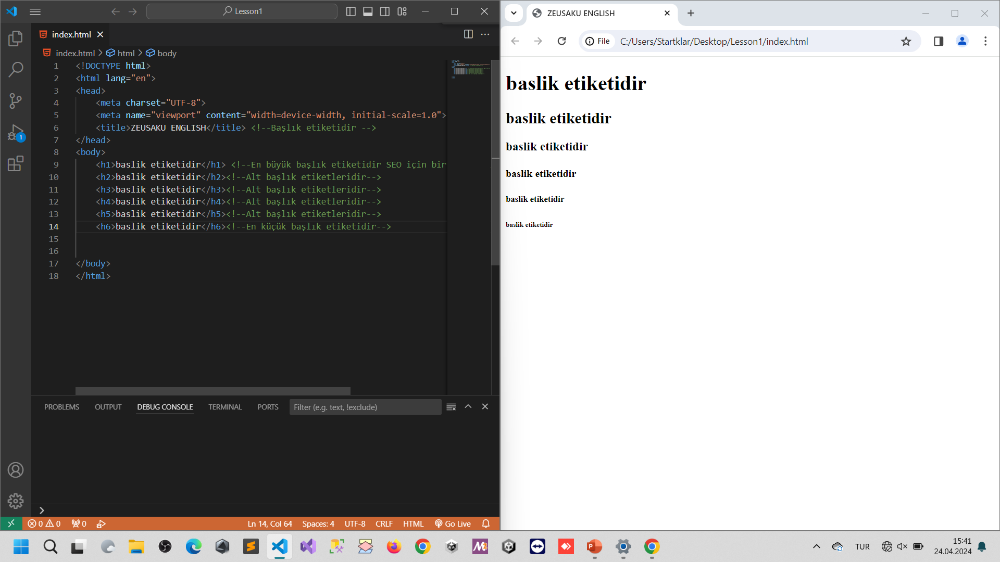 Lesson1
index.html
index.html > html > body
1 <!DOCTYPE html>
2 <html lang="en">
3 <head>
4 <meta charset="UTF-8">
5 <meta name="viewport" content="width=device-width, initial-scale=1.0">
6 <title>ZEUSAKU ENGLISH</title> <!--Başlık etiketidir -->
7 </head>
8 <body>
9 <h1>baslik etiketidir</h1> <!--En büyük başlık etiketidir SEO için bir
10 <h2>baslik etiketidir</h2><!--Alt başlık etiketleridir-->
11 <h3>baslik etiketidir</h3><!--Alt başlık etiketleridir-->
12 <h4>baslik etiketidir</h4><!--Alt başlık etiketleridir-->
13 <h5>baslik etiketidir</h5><!--Alt başlık etiketleridir-->
14 <h6>baslik etiketidir</h6><!--En küçük başlık etiketidir-->
15
16
17 </body>
18 </html>
PROBLEMS OUTPUT DEBUG CONSOLE TERMINAL PORTS Filter (e.g. text, !exclude)
1
0 0 0 Ln 14, Col 64 Spaces: 4 UTF-8 CRLF HTML Go Live
ZEUSAKU ENGLISH
File C:/Users/Startklar/Desktop/Lesson1/index.html
baslik etiketidir
baslik etiketidir
baslik etiketidir
baslik etiketidir
baslik etiketidir
baslik etiketidir
TUR
15:41
24.04.2024